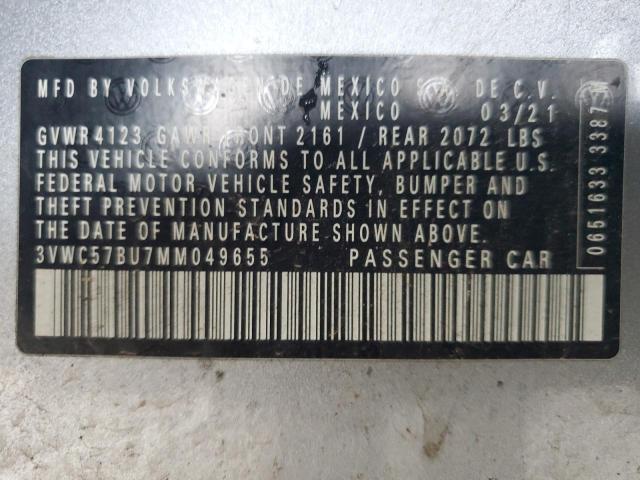 MFD BY VOLKSWAGEN DE MEXICO S.A. DE C.V.
MEXICO 03/21
GVWR 4123 GAWR FRONT 2161 / REAR 2072 LBS
THIS VEHICLE CONFORMS TO ALL APPLICABLE U.S.
FEDERAL MOTOR VEHICLE SAFETY, BUMPER AND
THEFT PREVENTION STANDARDS IN EFFECT ON
THE DATE OF MANUFACTURE SHOWN ABOVE.
3VWC57BU7MM049655 PASSENGER CAR
0651633 3387